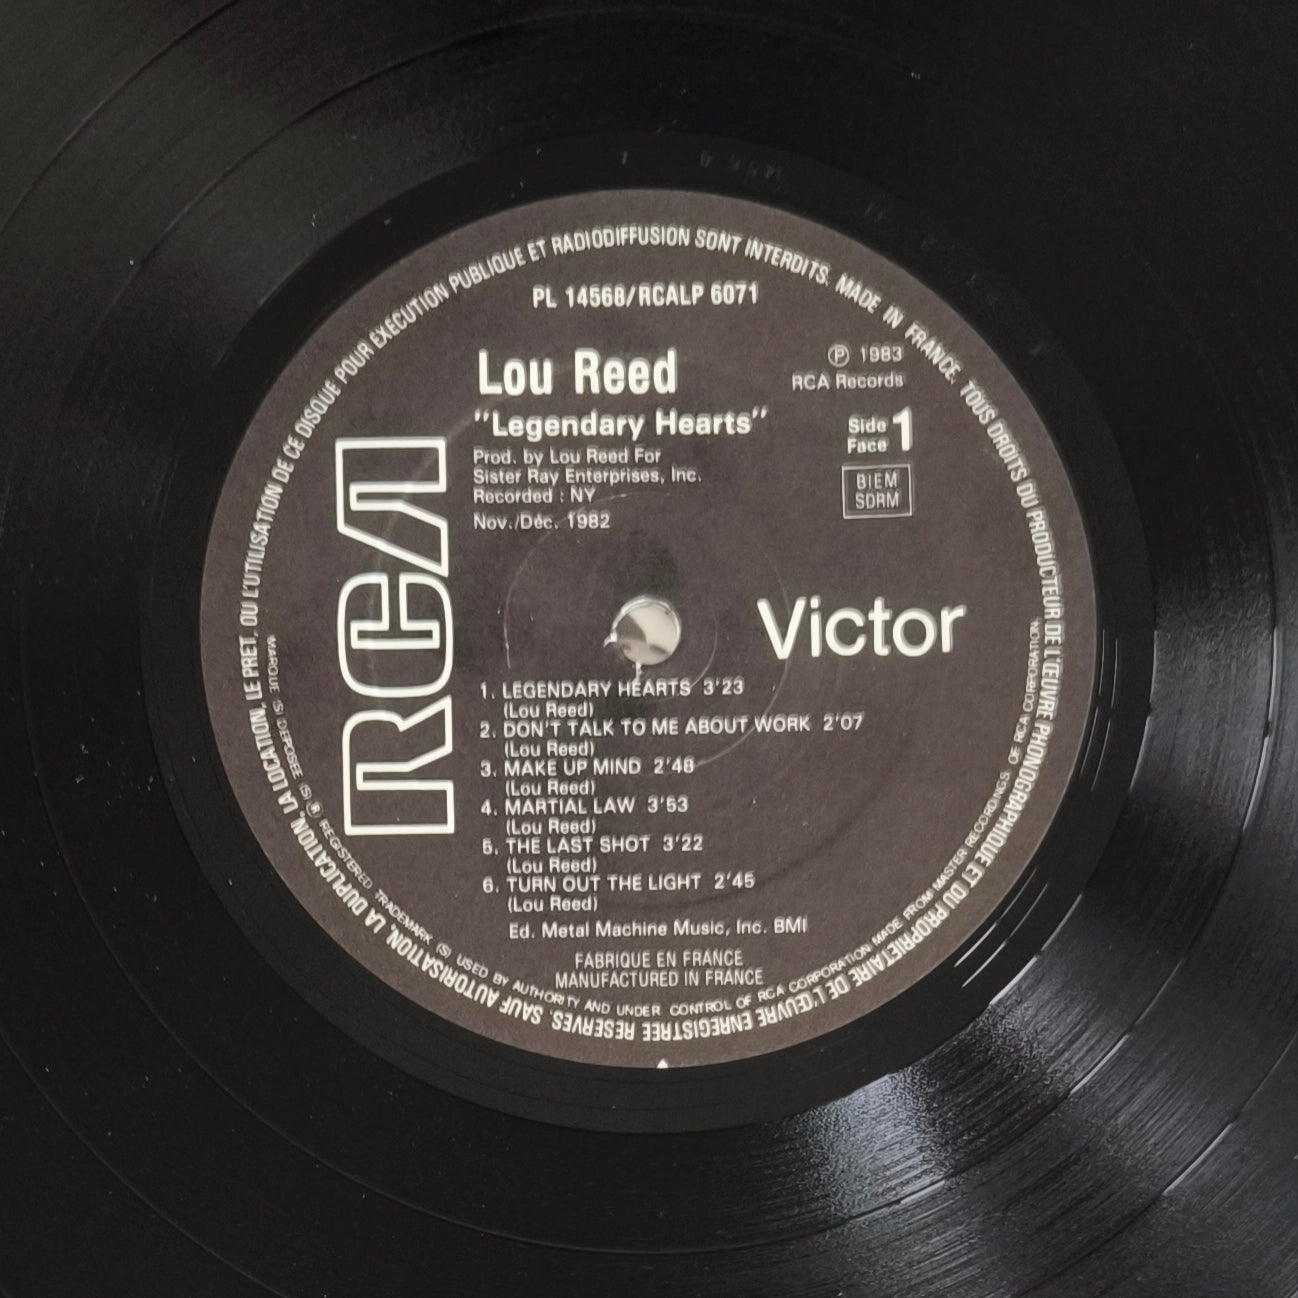 PL 14568/RCALP 6071
Lou Reed
"Legendary Hearts"
Prod. by Lou Reed For
Sister Ray Enterprises, Inc.
Recorded : NY
Nov./Déc. 1982
Ⓟ 1983
RCA Records
Side
Face 1
BIEM
SDRM
RCA
Victor
1. LEGENDARY HEARTS 3'23
(Lou Reed)
2. DON'T TALK TO ME ABOUT WORK 2'07
(Lou Reed)
3. MAKE UP MIND 2'48
(Lou Reed)
4. MARTIAL LAW 3'53
(Lou Reed)
5. THE LAST SHOT 3'22
(Lou Reed)
6. TURN OUT THE LIGHT 2'45
(Lou Reed)
Ed. Metal Machine Music, Inc. BMI
FABRIQUE EN FRANCE
MANUFACTURED IN FRANCE
MADE IN FRANCE. TOUS DROITS DU PRODUCTEUR DE L'ŒUVRE PHONOGRAPHIQUE ET DU PROPRIETAIRE DE L'ŒUVRE ENREGISTREE RESERVES. SAUF AUTORISATION, LA DUPLICATION, LA LOCATION, LE PRET, OU L'UTILISATION DE CE DISQUE POUR EXECUTION PUBLIQUE ET RADIODIFFUSION SONT INTERDITS.
MARQUE (S) DEPOSEE (S) ® REGISTERED TRADEMARK (S) USED BY AUTHORITY AND UNDER CONTROL OF RCA CORPORATION MADE FROM MASTER RECORDINGS OF RCA CORPORATION